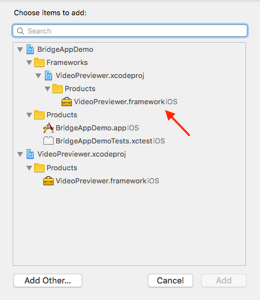 Choose items to add:
Search
BridgeAppDemo
Frameworks
VideoPreviewer.xcodeproj
Products
VideoPreviewer.framework iOS
Products
BridgeAppDemo.app iOS
BridgeAppDemoTests.xctest iOS
VideoPreviewer.xcodeproj
Products
VideoPreviewer.framework iOS
Add Other... Cancel Add